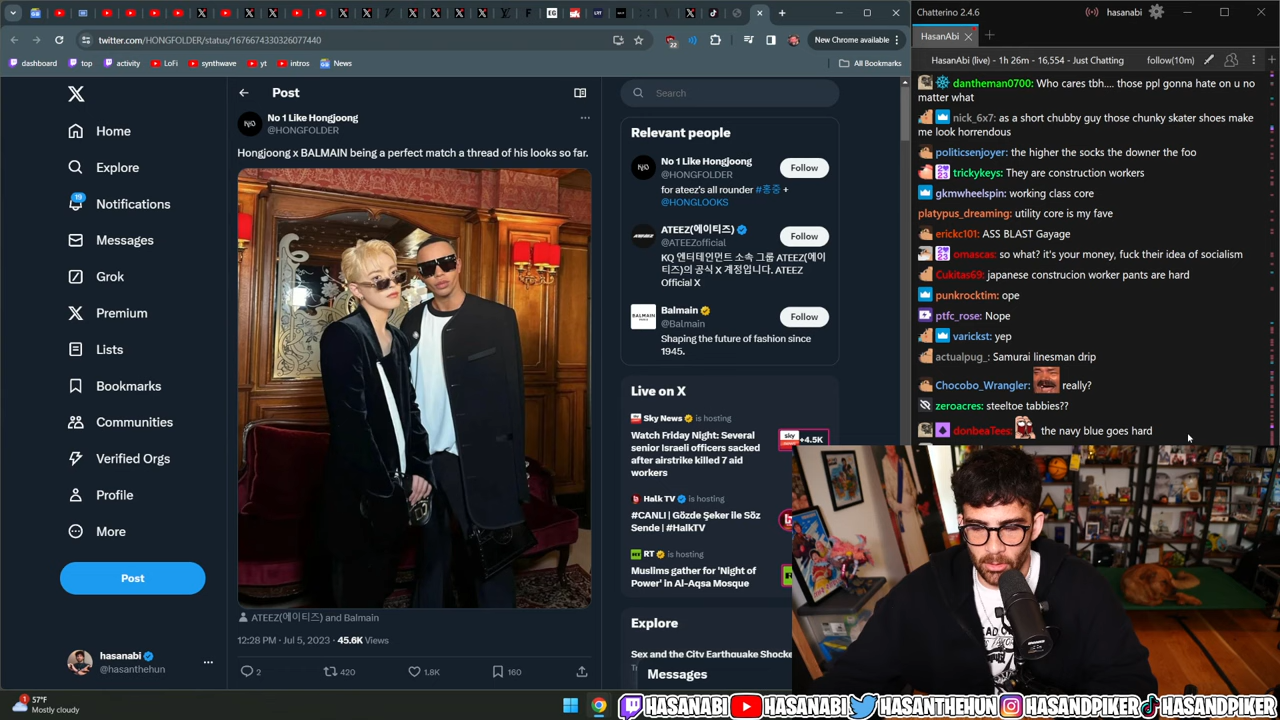 twitter.com/HONGFOLDER/status/1676674330326077440
22
New Chrome available
dashboard
top
activity
LoFi
synthwave
yt
intros
News
All Bookmarks
Home
Explore
19
Notifications
Messages
Grok
Premium
Lists
Bookmarks
Communities
Verified Orgs
Profile
More
Post
hasanabi
@hasanthehun
Post
No 1 Like Hongjoong
@HONGFOLDER
Hongjoong x BALMAIN being a perfect match a thread of his looks so far.
ATEEZ(에이티즈) and Balmain
12:28 PM · Jul 5, 2023 · 45.6K Views
2
420
1.8K
160
Search
Relevant people
No 1 Like Hongjoong
@HONGFOLDER
Follow
for ateez's all rounder #홍중 +
@HONGLOOKS
ATEEZ(에이티즈)
@ATEEZofficial
Follow
KQ 엔터테인먼트 소속 그룹 ATEEZ(에이
티즈)의 공식 X 계정입니다. ATEEZ
Official X
BALMAIN
Balmain
@Balmain
Follow
Shaping the future of fashion since
1945.
Live on X
Sky News is hosting
Watch Friday Night: Several
senior Israeli officers sacked
after airstrike killed 7 aid
workers
sky
+4.5K
Halk TV is hosting
#CANLI | Gözde Şeker ile Söz
Sende | #HalkTV
RT is hosting
Muslims gather for 'Night of
Power' in Al-Aqsa Mosque
Explore
Sex and the City Earthquake Shocke
Messages
Chatterino 2.4.6
hasanabi
HasanAbi
HasanAbi (live) - 1h 26m - 16,554 - Just Chatting
follow(10m)
dantheman0700: Who cares tbh.... those ppl gonna hate on u no
matter what
nick_6x7: as a short chubby guy those chunky skater shoes make
me look horrendous
politicsenjoyer: the higher the socks the downer the foo
trickykeys: They are construction workers
gkmwheelspin: working class core
platypus_dreaming: utility core is my fave
erickc101: ASS BLAST Gayage
omascas: so what? it's your money, fuck their idea of socialism
Cukitas69: japanese construcion worker pants are hard
punkrocktim: ope
ptfc_rose: Nope
varickst: yep
actualpug_: Samurai linesman drip
Chocobo_Wrangler: really?
zeroacres: steeltoe tabbies??
donbeaTees: the navy blue goes hard
1
57°F
Mostly cloudy
HASANABI
HASANABI
HASANTHEHUN
HASANDPIKER
HASANDPIKER